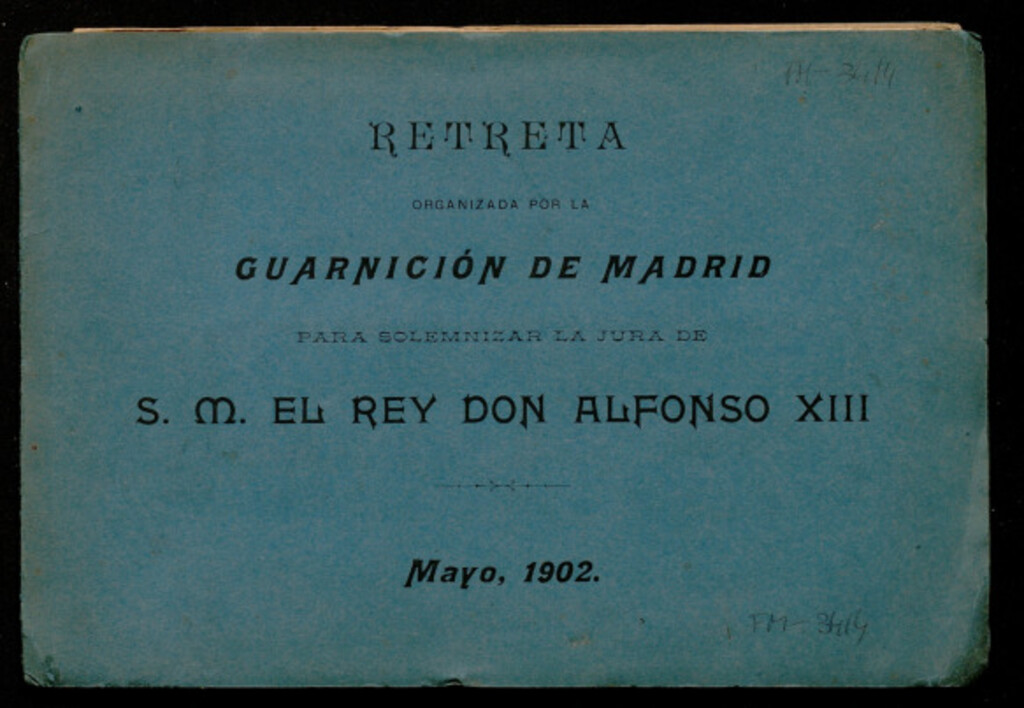 RETRETA
ORGANIZADA POR LA
GUARNICIÓN DE MADRID
PARA SOLEMNIZAR LA JURA DE
S. M. EL REY DON ALFONSO XIII
Mayo, 1902.